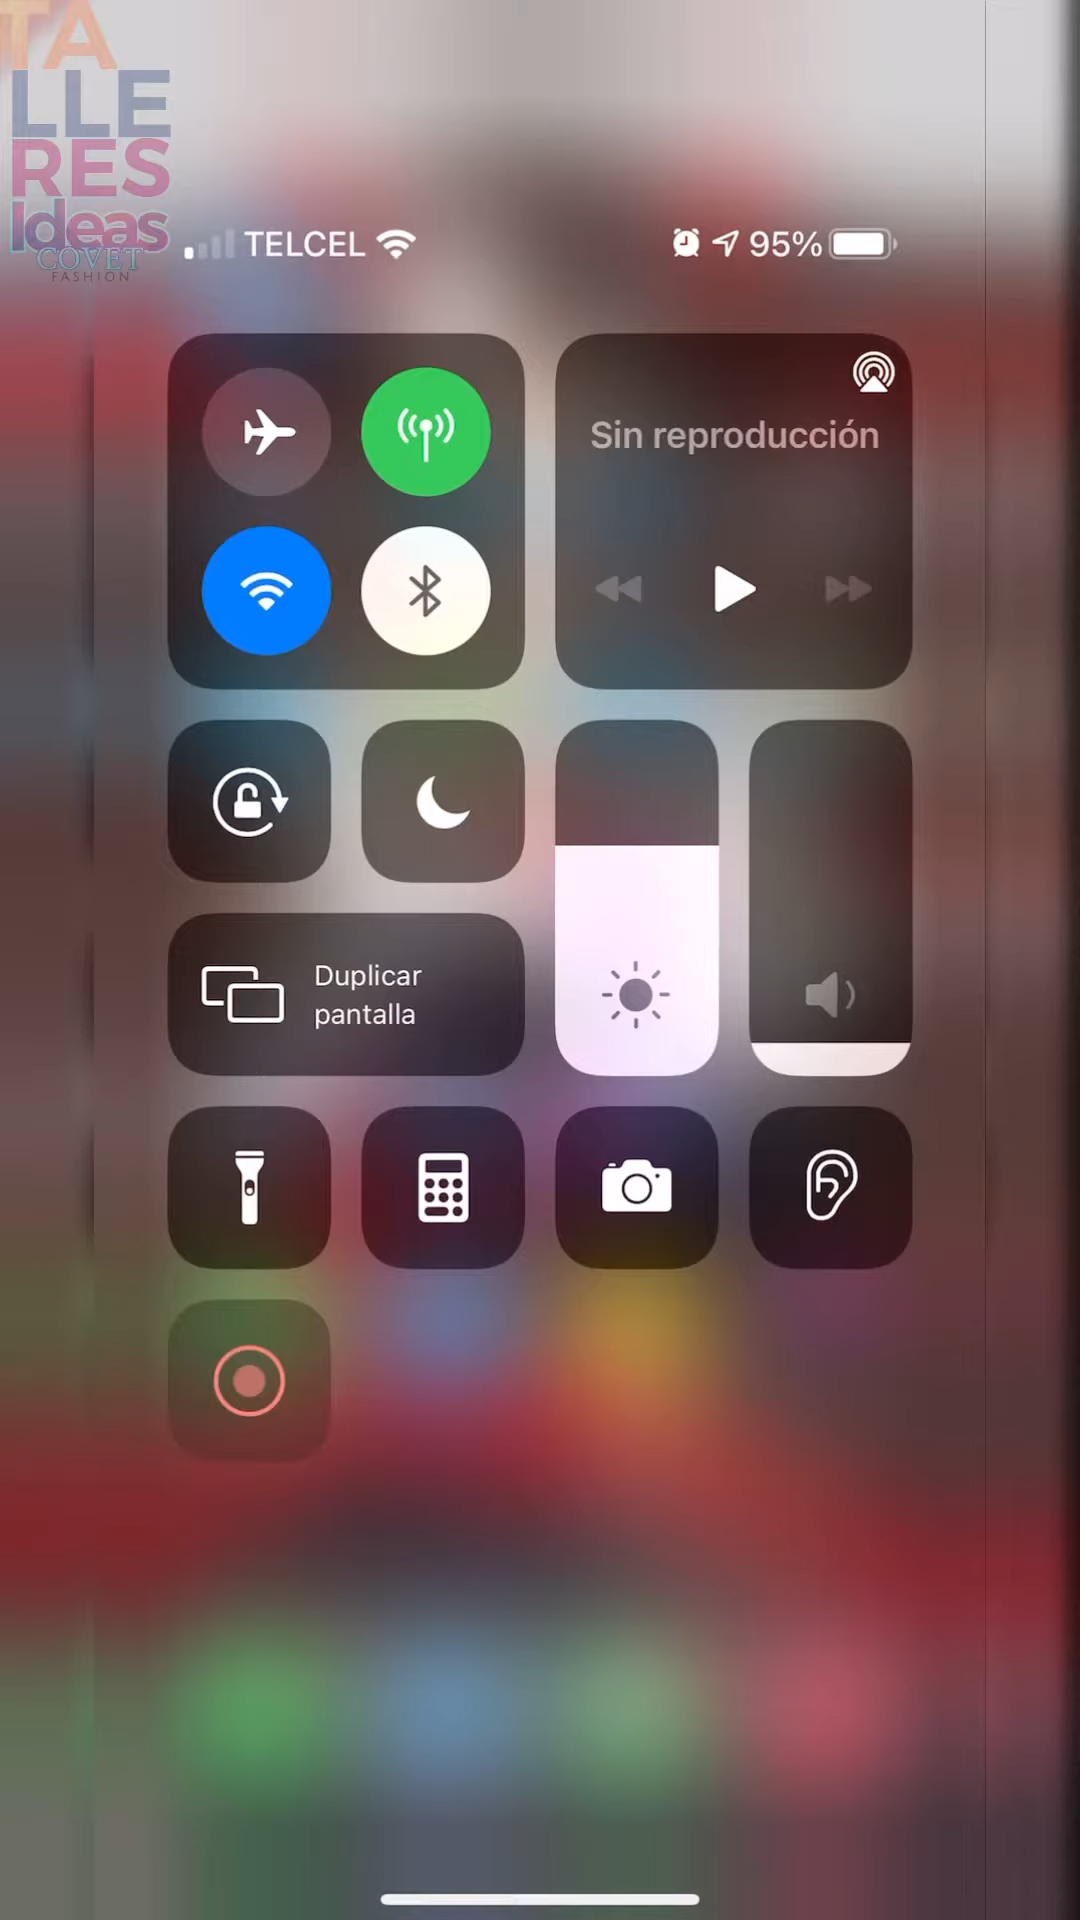 TA
LLE
RES
Ideas
COVET
FASHION
TELCEL
95%
Sin reproducción
Duplicar
pantalla